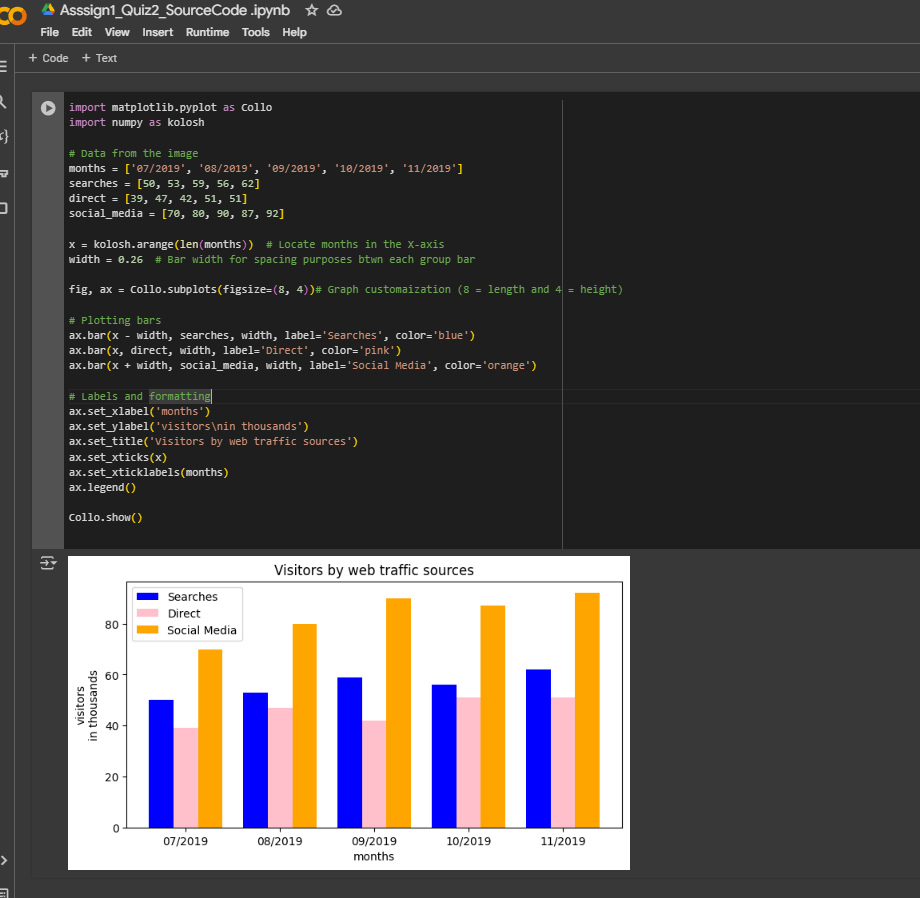 CO Asssign1_Quiz2_SourceCode .ipynb
File Edit View Insert Runtime Tools Help
+ Code + Text
import matplotlib.pyplot as Collo
import numpy as kolosh
# Data from the image
months = ['07/2019', '08/2019', '09/2019', '10/2019', '11/2019']
searches = [50, 53, 59, 56, 62]
direct = [39, 47, 42, 51, 51]
social_media = [70, 80, 90, 87, 92]
x = kolosh.arange(len(months))  # Locate months in the X-axis
width = 0.26  # Bar width for spacing purposes btwn each group bar
fig, ax = Collo.subplots(figsize=(8, 4))# Graph customaization (8 = length and 4 = height)
# Plotting bars
ax.bar(x - width, searches, width, label='Searches', color='blue')
ax.bar(x, direct, width, label='Direct', color='pink')
ax.bar(x + width, social_media, width, label='Social Media', color='orange')
# Labels and formatting
ax.set_xlabel('months')
ax.set_ylabel('visitors\nin thousands')
ax.set_title('Visitors by web traffic sources')
ax.set_xticks(x)
ax.set_xticklabels(months)
ax.legend()
Collo.show()
Visitors by web traffic sources
Searches
Direct
Social Media
80
60
40
20
0
visitors
in thousands
07/2019 08/2019 09/2019 10/2019 11/2019
months